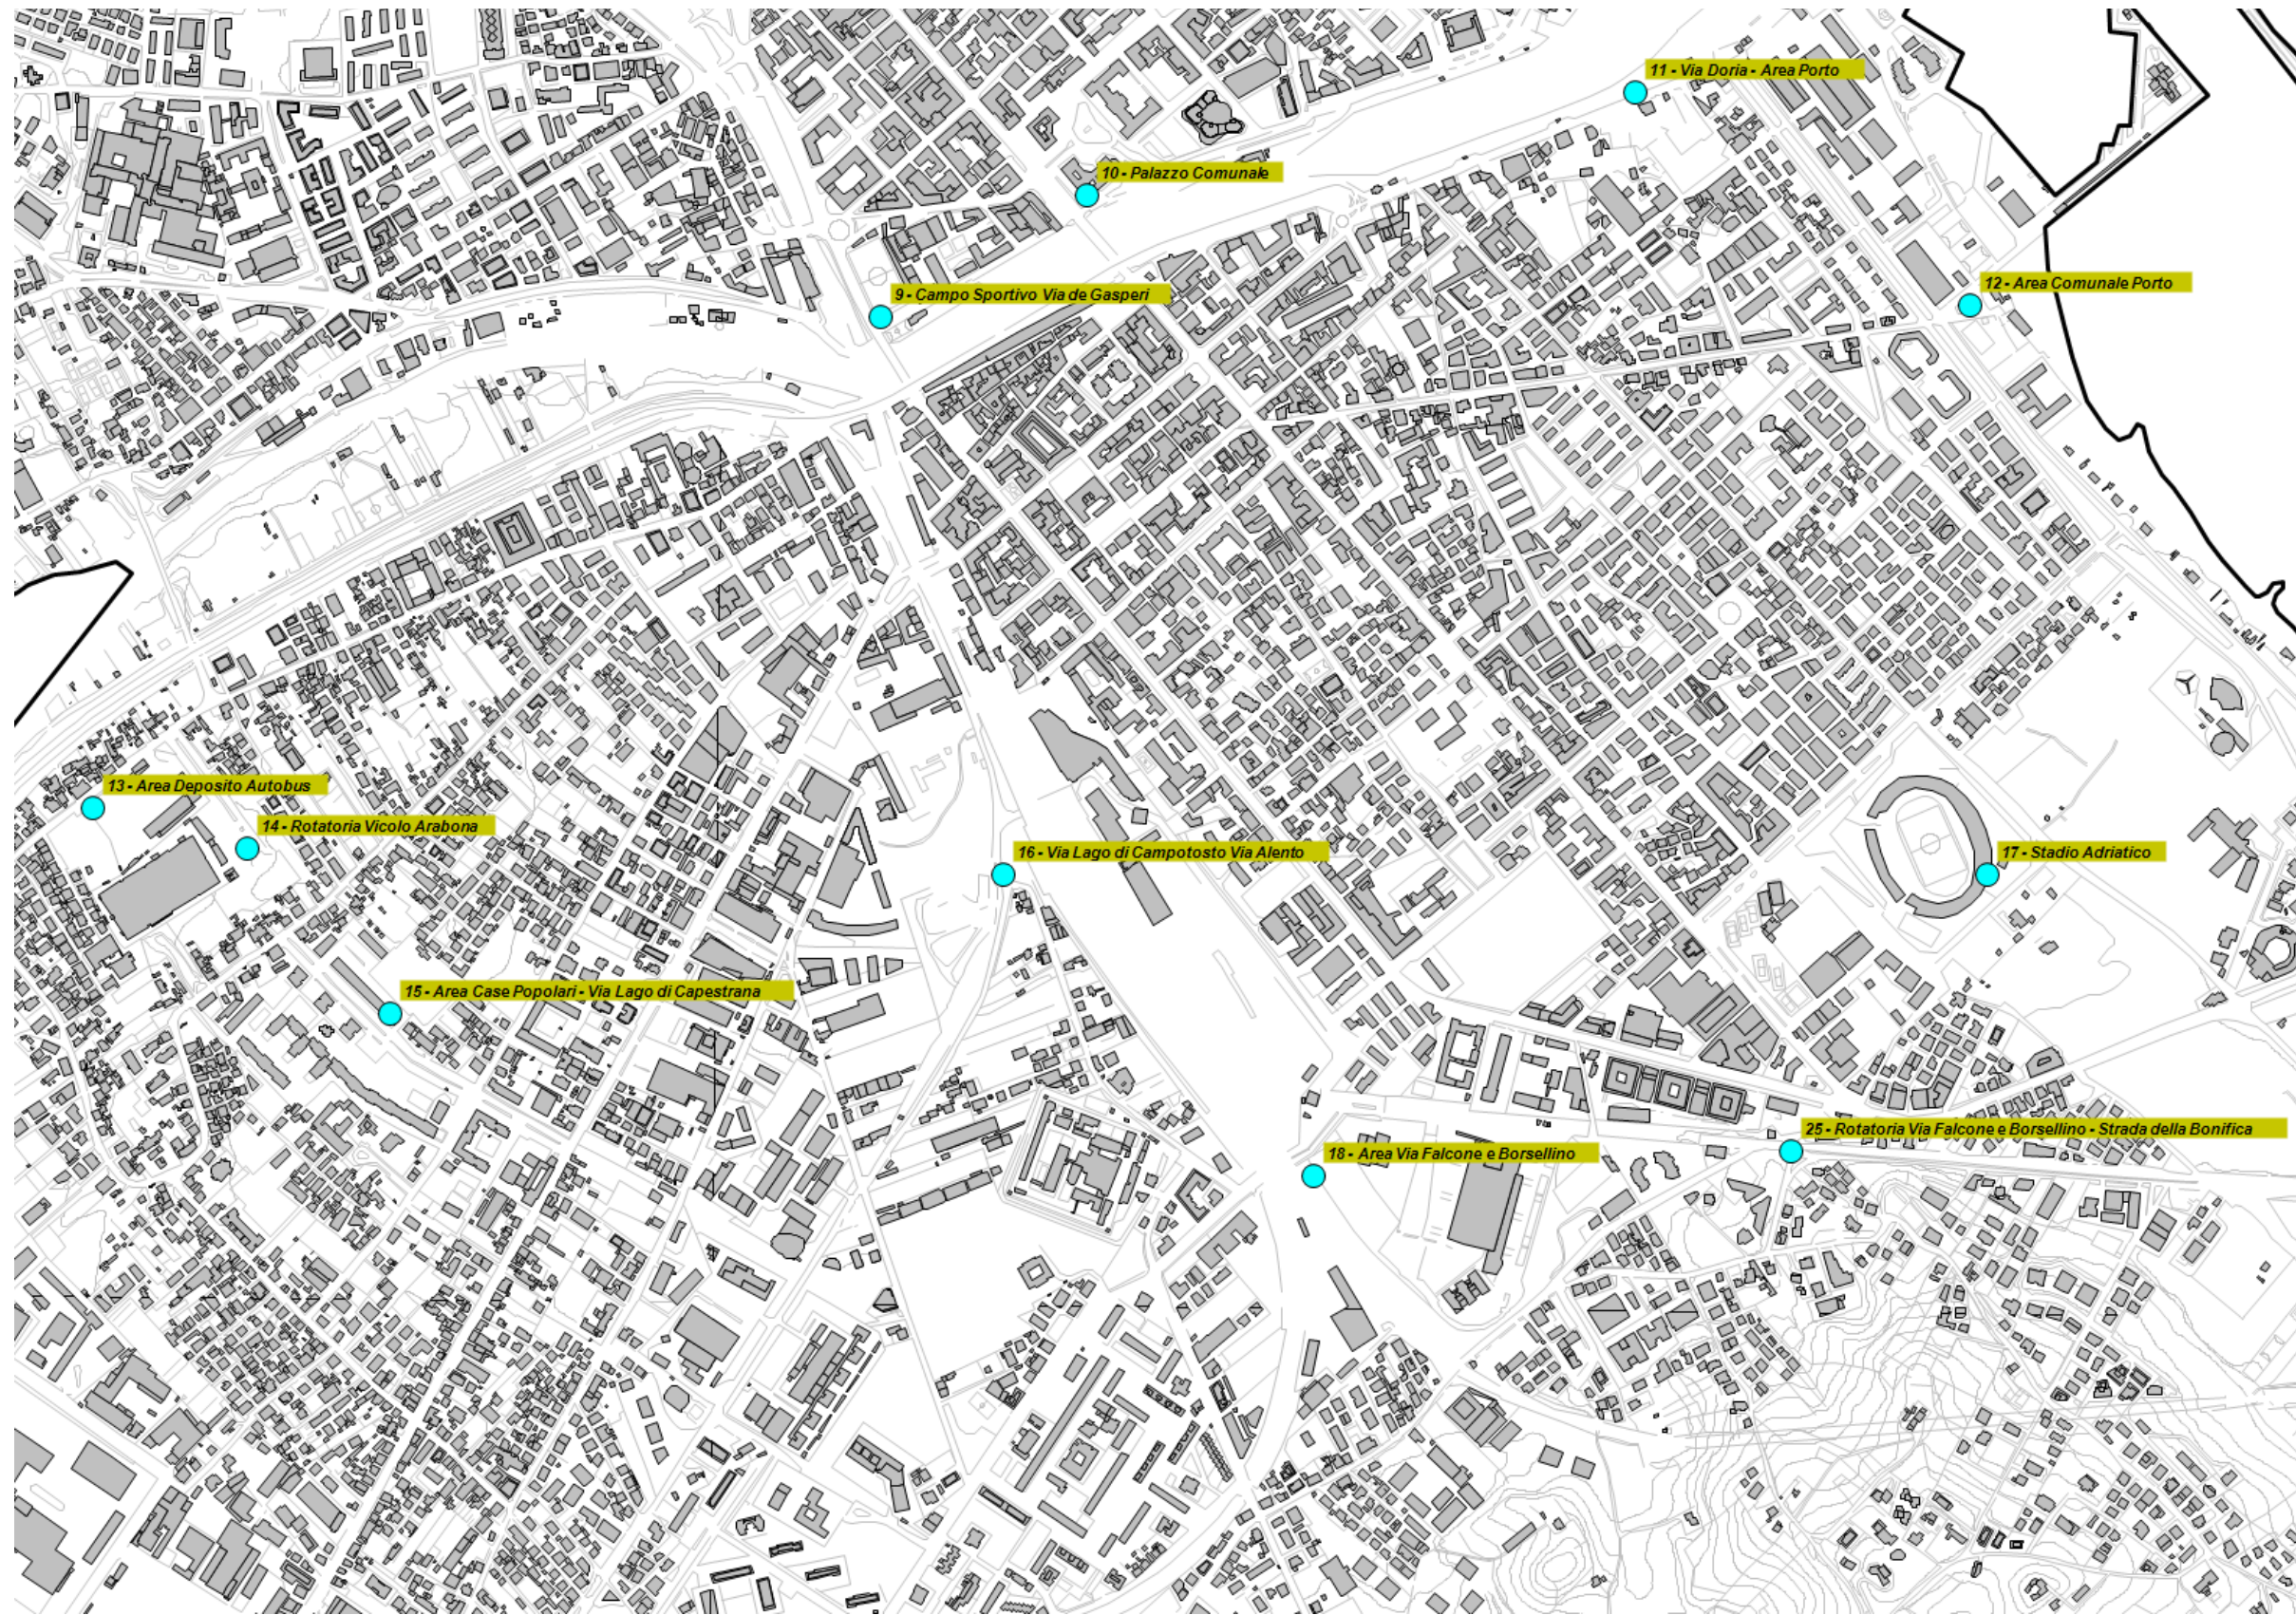 11 - Via Doria - Area Porto
10 - Palazzo Comunale
12 - Area Comunale Porto
9 - Campo Sportivo Via de Gasperi
13 - Area Deposito Autobus
14 - Rotatoria Vicolo Arabona
16 - Via Lago di Campotosto Via Alento
17 - Stadio Adriatico
15 - Area Case Popolari - Via Lago di Capestrana
25 - Rotatoria Via Falcone e Borsellino - Strada della Bonifica
18 - Area Via Falcone e Borsellino